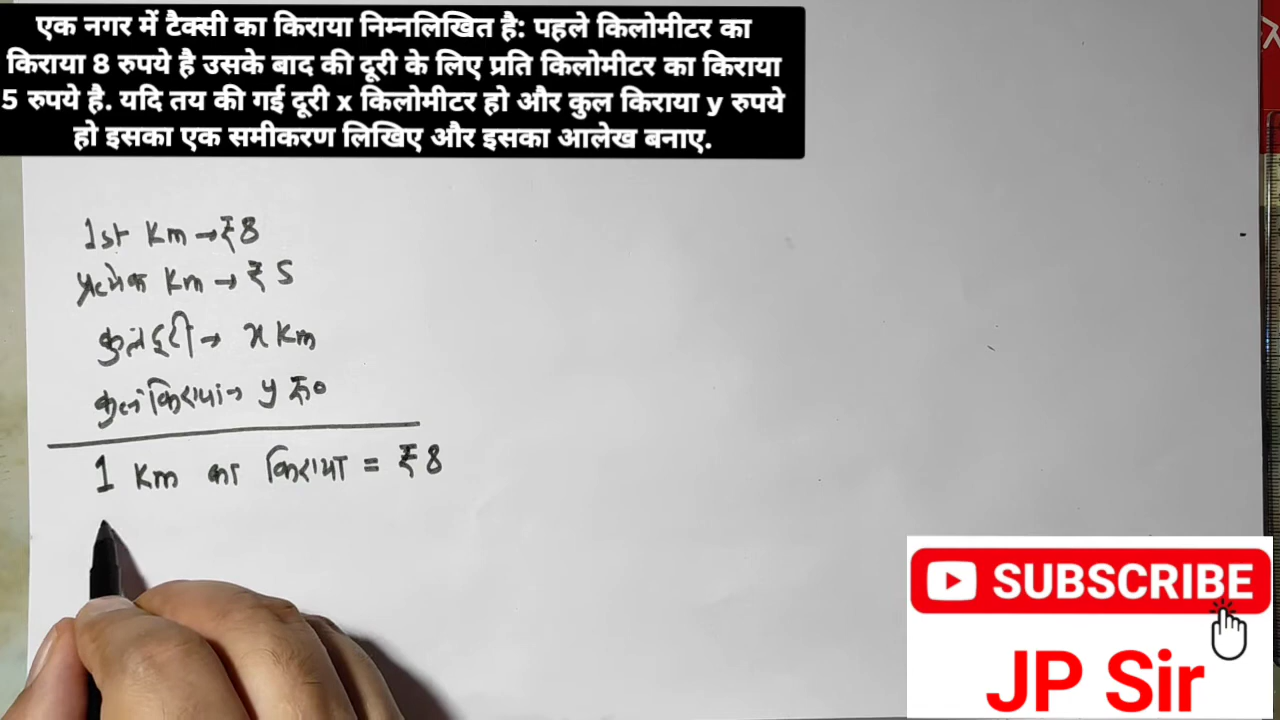 एक नगर में टैक्सी का किराया निम्नलिखित है: पहले किलोमीटर का
किराया 8 रुपये है उसके बाद की दूरी के लिए प्रति किलोमीटर का किराया
5 रुपये है. यदि तय की गई दूरी x किलोमीटर हो और कुल किराया y रुपये
हो इसका एक समीकरण लिखिए और इसका आलेख बनाए.
1st Km → ₹8
प्रत्येक Km → ₹ 5
कुल दूरी → x Km
कुल किराया → y रु०
1 Km का किराया = ₹8
SUBSCRIBE
JP Sir